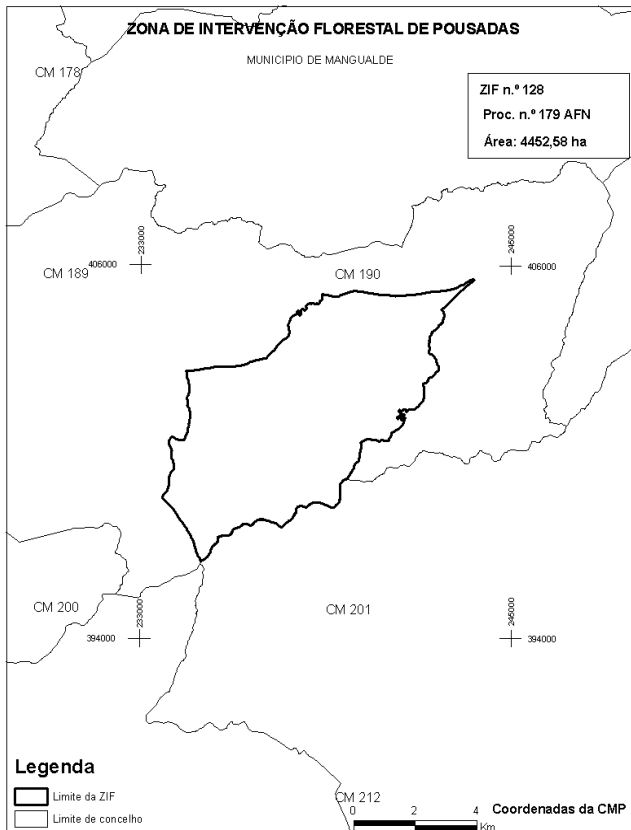 ZONA DE INTERVENÇÃO FLORESTAL DE POUSADAS
MUNICIPIO DE MANGUALDE
CM 178
ZIF n.º 128
Proc. n.º 179 AFN
Área: 4452,58 ha
233000
246000
406000
406000
CM 189
CM 190
CM 200
CM 201
233000
246000
394000
394000
Legenda
Limite da ZIF
Limite de concelho
CM 212
0 2 4
Km
Coordenadas da CMP